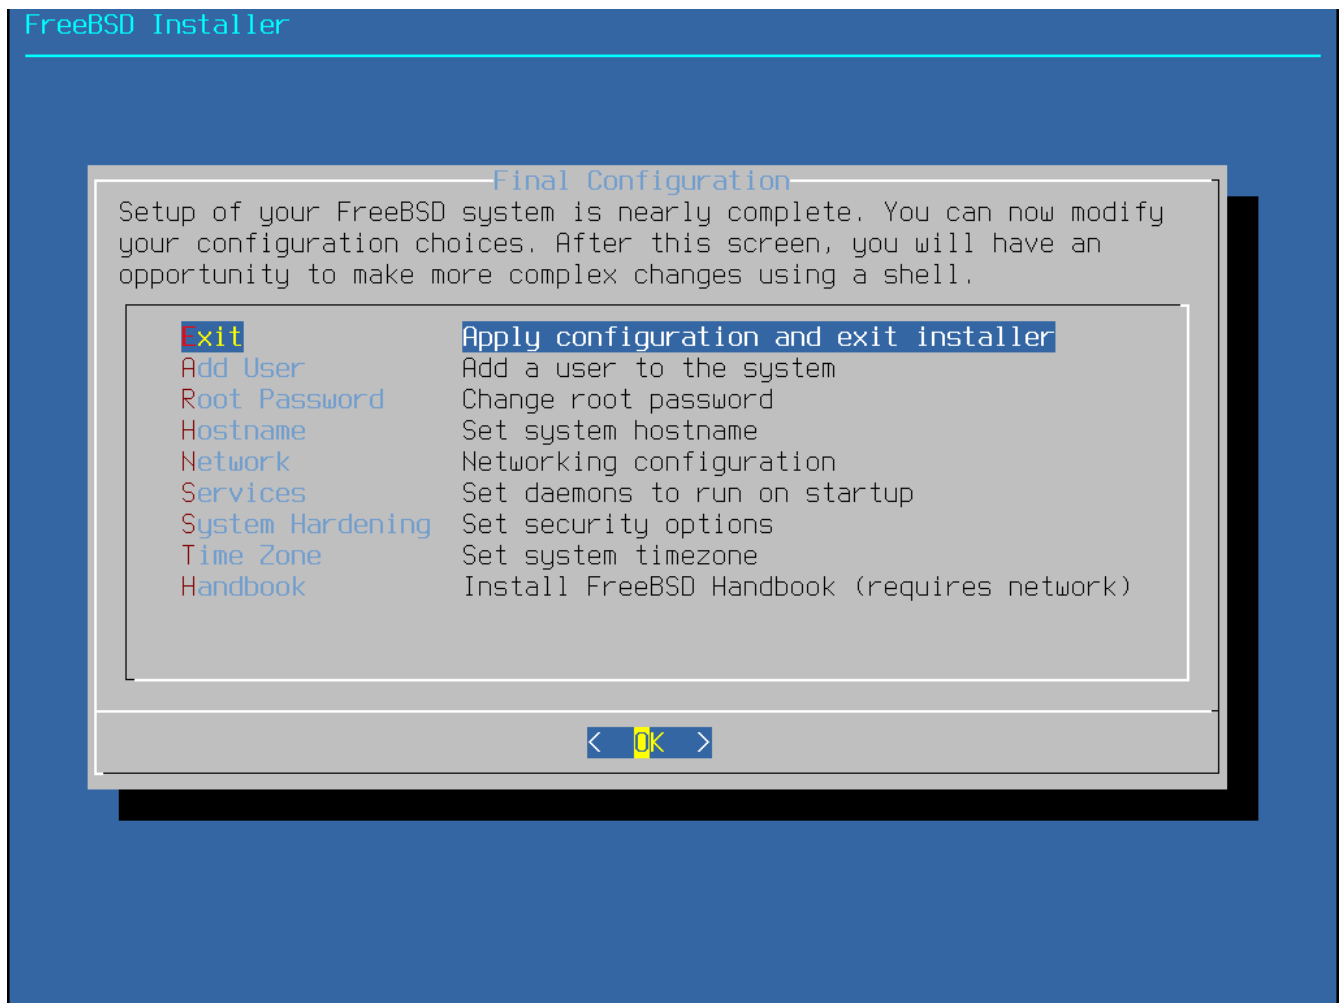 FreeBSD Installer
Final Configuration
Setup of your FreeBSD system is nearly complete. You can now modify
your configuration choices. After this screen, you will have an
opportunity to make more complex changes using a shell.
Exit Apply configuration and exit installer
Add User Add a user to the system
Root Password Change root password
Hostname Set system hostname
Network Networking configuration
Services Set daemons to run on startup
System Hardening Set security options
Time Zone Set system timezone
Handbook Install FreeBSD Handbook (requires network)
< OK >